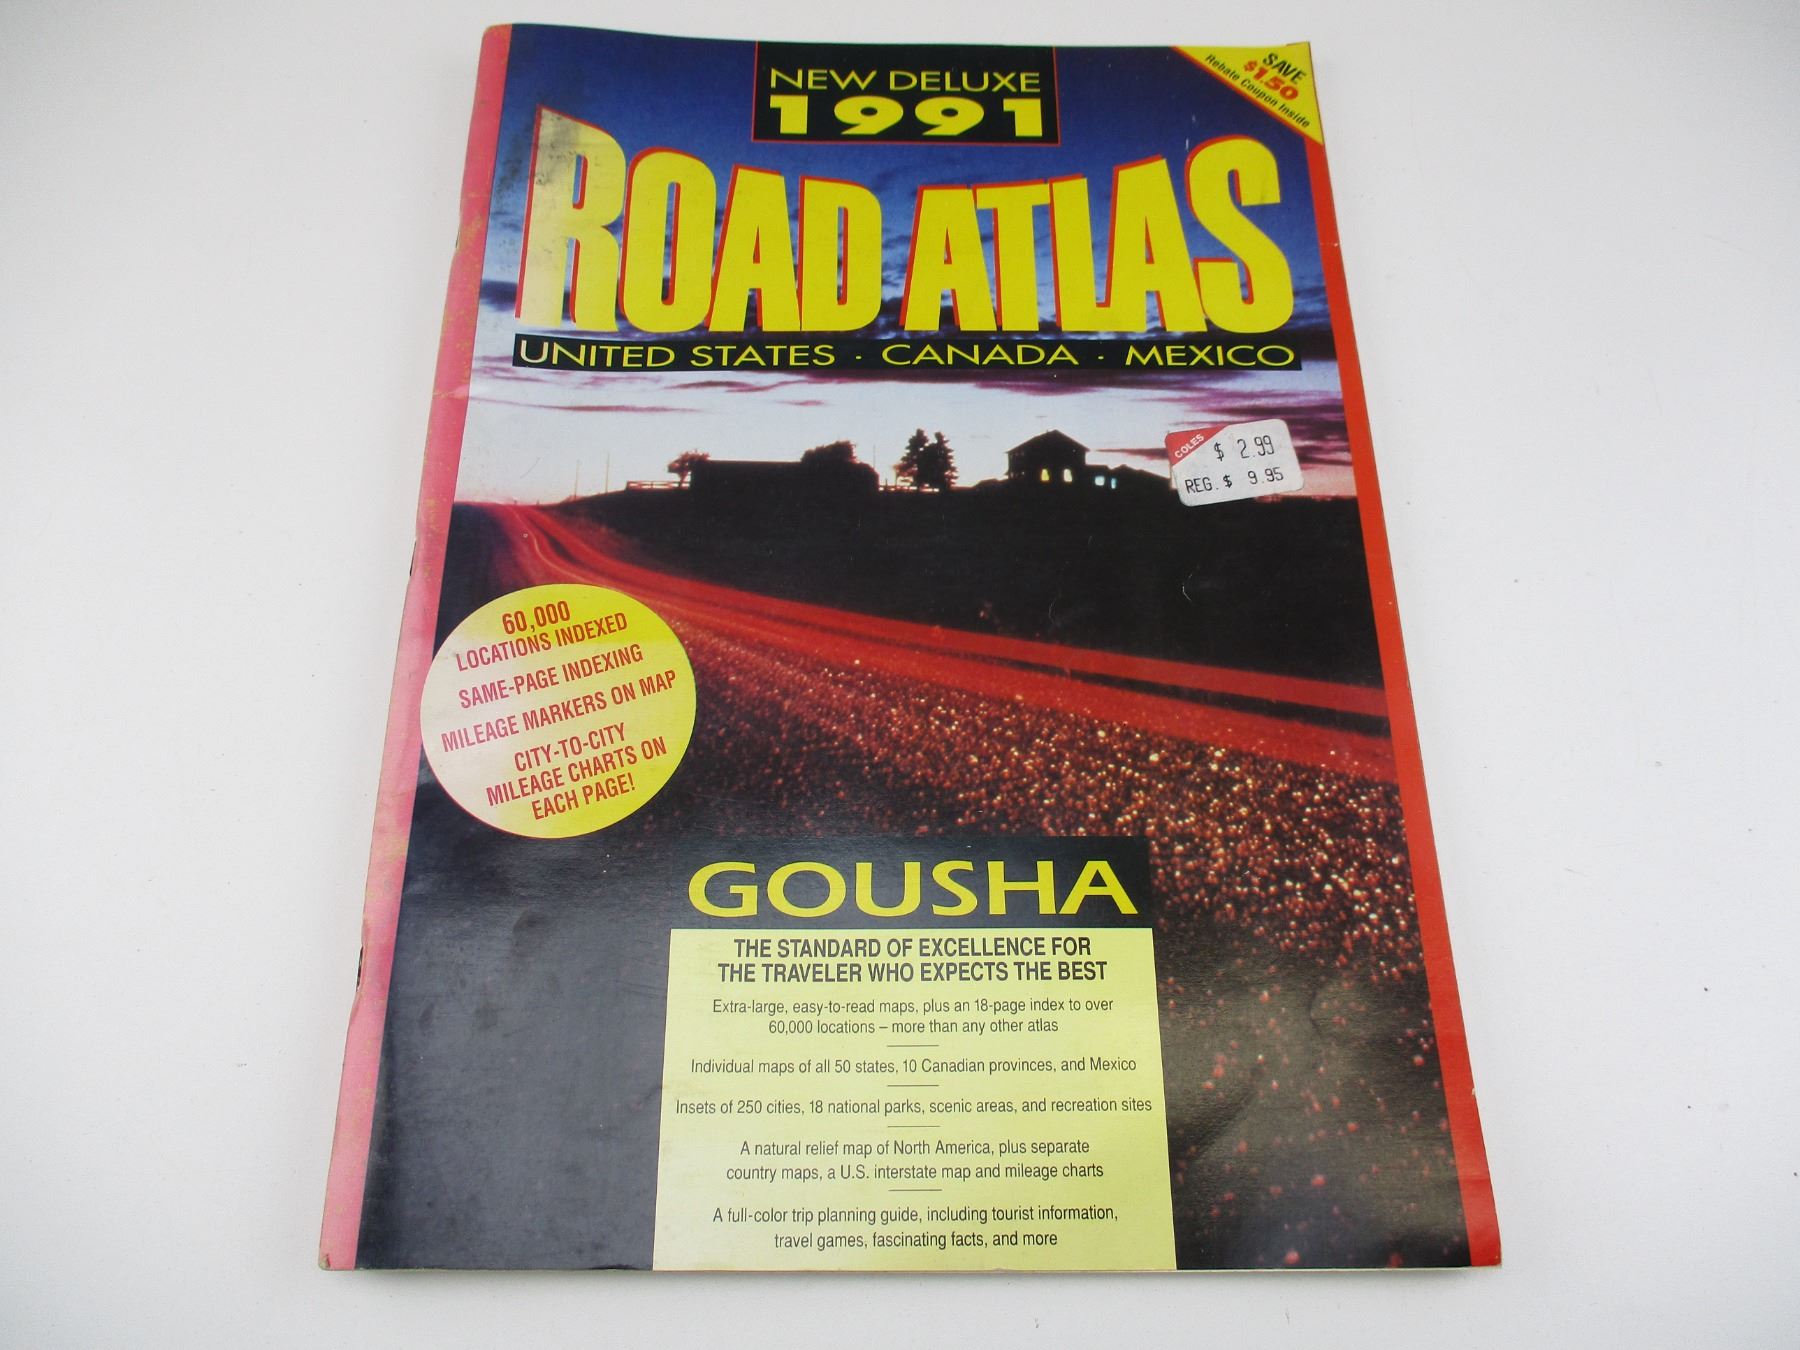 NEW DELUXE
1991
SAVE
$1.50
Rebate Coupon Inside
ROAD ATLAS
UNITED STATES · CANADA · MEXICO
COLES
$ 2.99
REG. $ 9.95
60,000
LOCATIONS INDEXED
SAME-PAGE INDEXING
MILEAGE MARKERS ON MAP
CITY-TO-CITY
MILEAGE CHARTS ON
EACH PAGE!
GOUSHA
THE STANDARD OF EXCELLENCE FOR
THE TRAVELER WHO EXPECTS THE BEST
Extra-large, easy-to-read maps, plus an 18-page index to over
60,000 locations – more than any other atlas
Individual maps of all 50 states, 10 Canadian provinces, and Mexico
Insets of 250 cities, 18 national parks, scenic areas, and recreation sites
A natural relief map of North America, plus separate
country maps, a U.S. interstate map and mileage charts
A full-color trip planning guide, including tourist information,
travel games, fascinating facts, and more